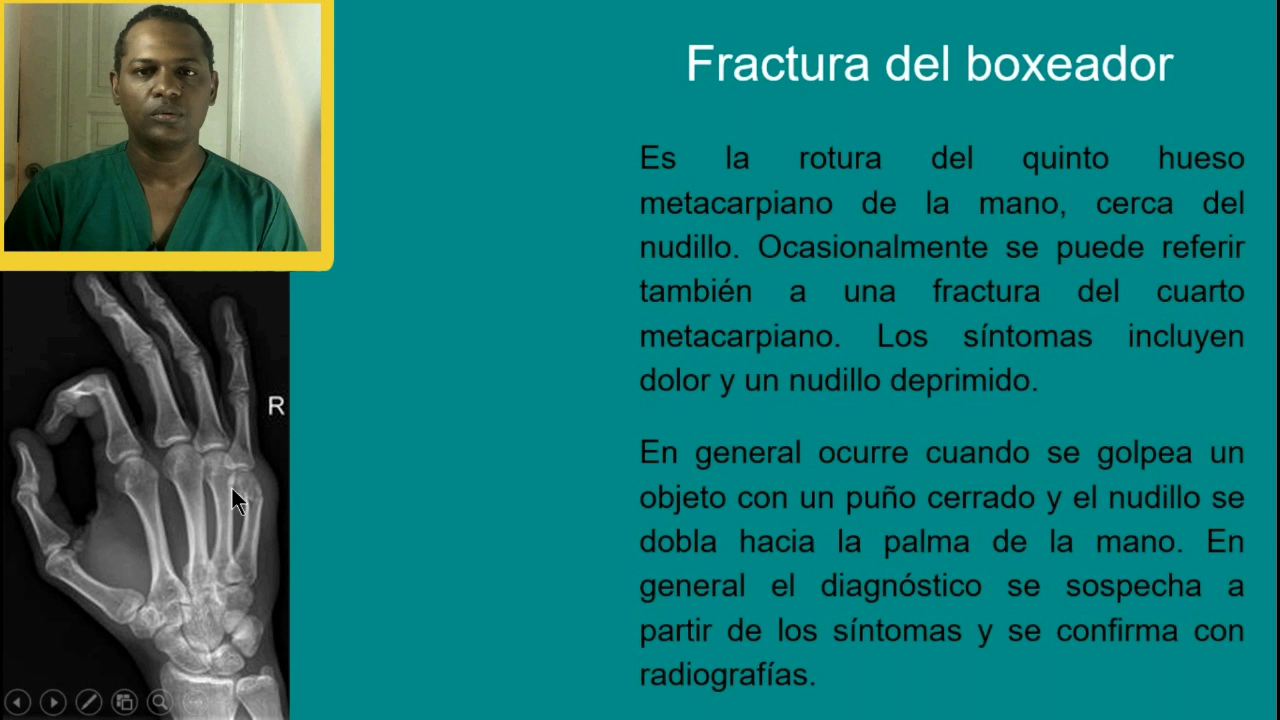 Fractura del boxeador
Es la rotura del quinto hueso
metacarpiano de la mano, cerca del
nudillo. Ocasionalmente se puede referir
también a una fractura del cuarto
metacarpiano. Los síntomas incluyen
dolor y un nudillo deprimido.
En general ocurre cuando se golpea un
objeto con un puño cerrado y el nudillo se
dobla hacia la palma de la mano. En
general el diagnóstico se sospecha a
partir de los síntomas y se confirma con
radiografías.
R